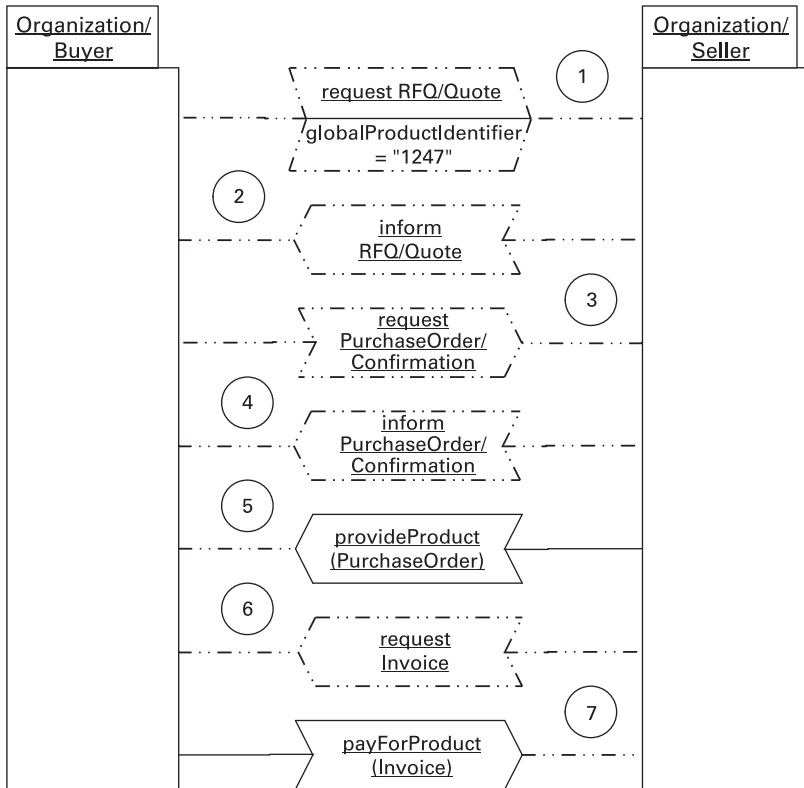 Organization/
Buyer
Organization/
Seller
1
request RFQ/Quote
globalProductIdentifier
= "1247"
2
inform
RFQ/Quote
3
request
PurchaseOrder/
Confirmation
4
inform
PurchaseOrder/
Confirmation
5
provideProduct
(PurchaseOrder)
6
request
Invoice
7
payForProduct
(Invoice)